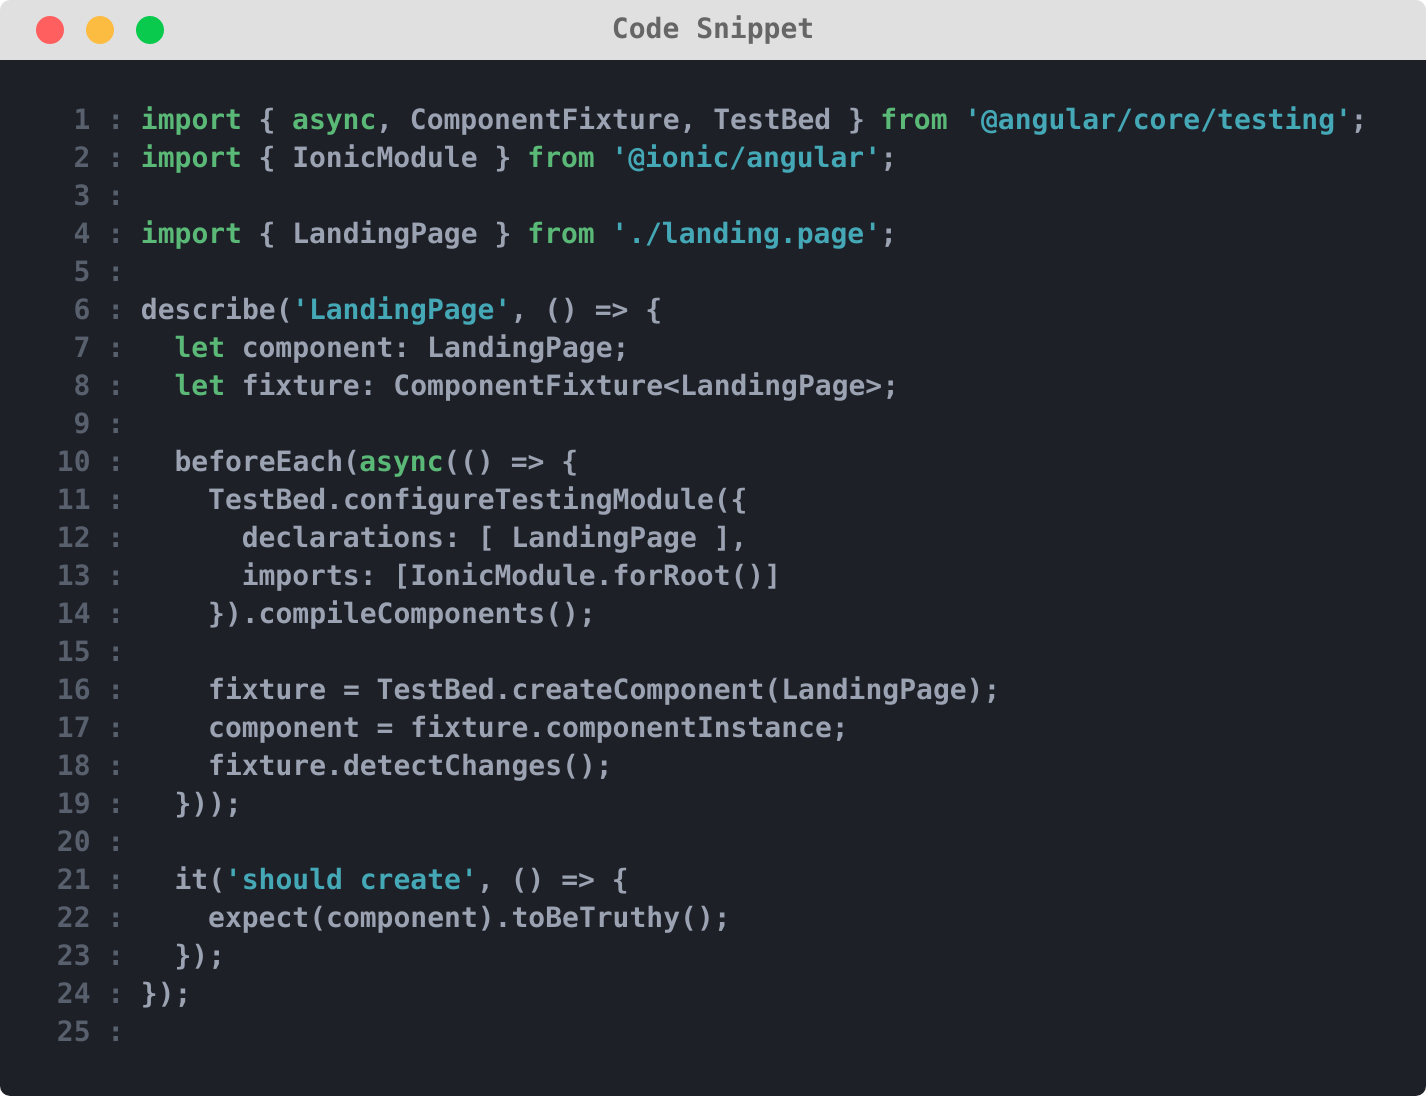 Code Snippet
1 : import { async, ComponentFixture, TestBed } from '@angular/core/testing';
2 : import { IonicModule } from '@ionic/angular';
3 :
4 : import { LandingPage } from './landing.page';
5 :
6 : describe('LandingPage', () => {
7 :   let component: LandingPage;
8 :   let fixture: ComponentFixture<LandingPage>;
9 :
10 :   beforeEach(async(() => {
11 :     TestBed.configureTestingModule({
12 :       declarations: [ LandingPage ],
13 :       imports: [IonicModule.forRoot()]
14 :     }).compileComponents();
15 :
16 :     fixture = TestBed.createComponent(LandingPage);
17 :     component = fixture.componentInstance;
18 :     fixture.detectChanges();
19 :   }));
20 :
21 :   it('should create', () => {
22 :     expect(component).toBeTruthy();
23 :   });
24 : });
25 :